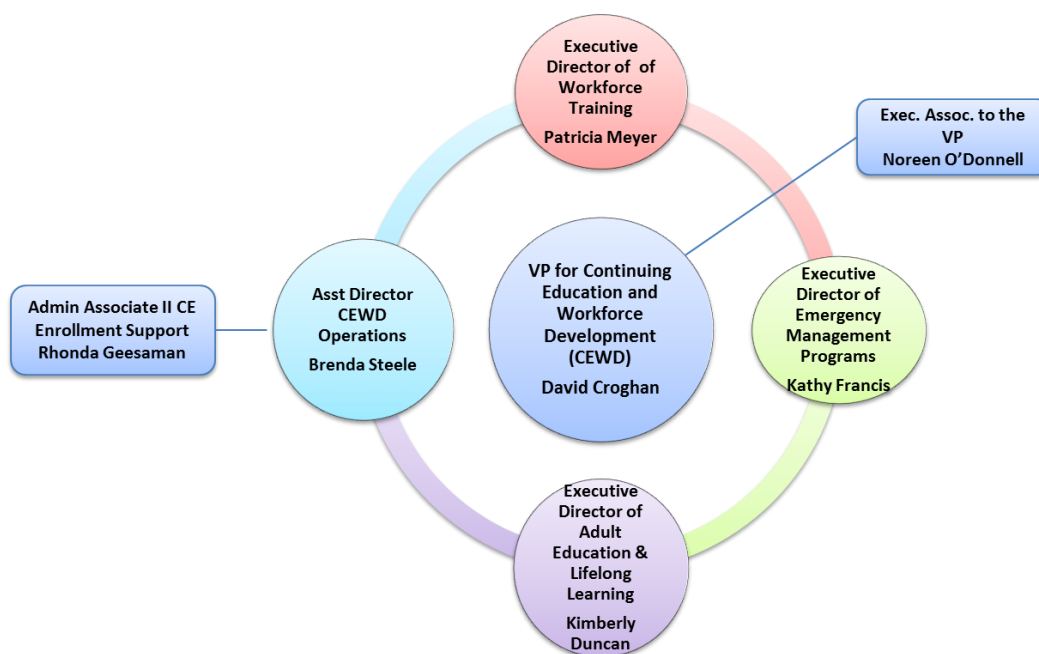 Executive
Director of  of
Workforce
Training
Patricia Meyer
Exec. Assoc. to the
VP
Noreen O’Donnell
VP for Continuing
Education and
Workforce
Development
(CEWD)
David Croghan
Asst Director
CEWD
Operations
Brenda Steele
Admin Associate II CE
Enrollment Support
Rhonda Geesaman
Executive
Director of
Emergency
Management
Programs
Kathy Francis
Executive
Director of
Adult
Education &
Lifelong
Learning
Kimberly
Duncan